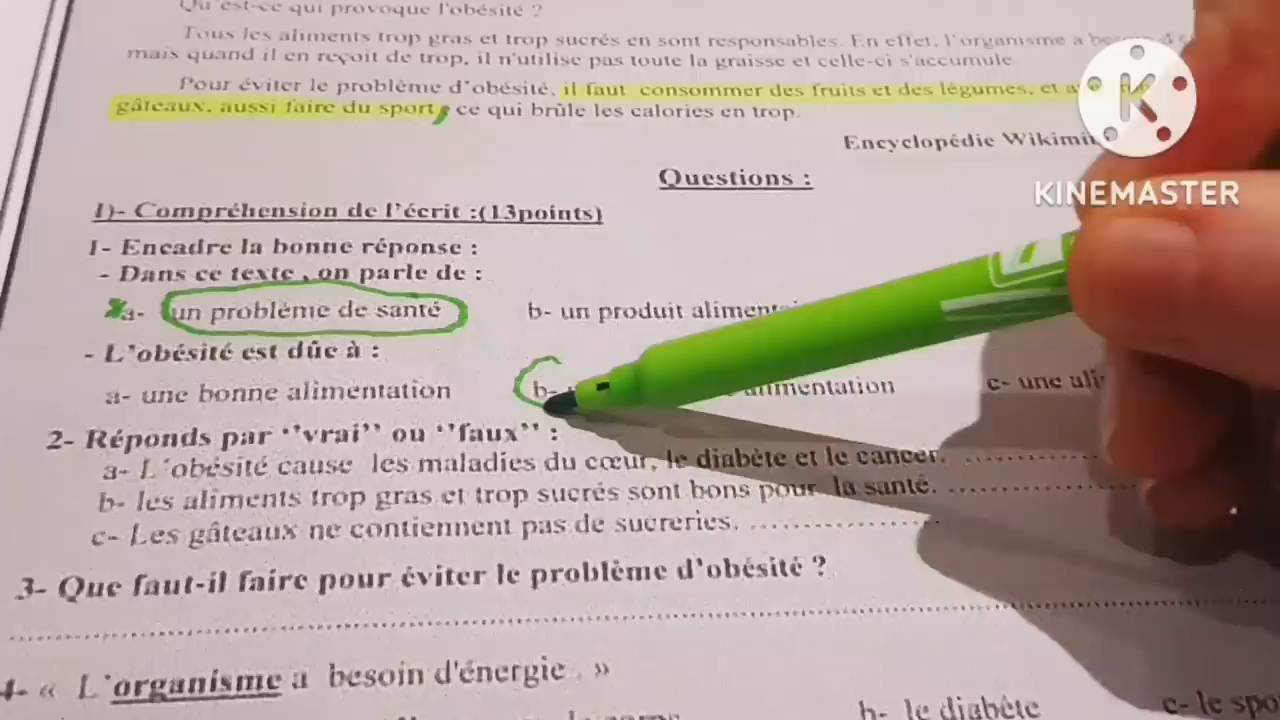 Qu'est-ce qui provoque l'obésité ?
Tous les aliments trop gras et trop sucrés en sont responsables. En effet, l'organisme a
mais quand il en reçoit de trop, il n'utilise pas toute la graisse et celle-ci s'accumule
Pour éviter le problème d'obésité, il faut consommer des fruits et des légumes, et
gâteaux, aussi faire du sport, ce qui brûle les calories en trop.
Encyclopédie
K
KINEMASTER
Questions :
1)- Compréhension de l'écrit :(13points)
1- Encadre la bonne réponse :
- Dans ce texte , on parle de :
a- un problème de santé b- un produit
- L'obésité est dûe à :
a- une bonne alimentation b- alimentation c- une
2- Réponds par ‘’vrai’’ ou ‘’faux’’ :
a- L'obésité cause les maladies du cœur, le diabète et le cancer. ..............
b- les aliments trop gras et trop sucrés sont bons pour la santé. ....................
c- Les gâteaux ne contiennent pas de sucreries. ....................
3- Que faut-il faire pour éviter le problème d'obésité ?
4- « L'organisme a besoin d'énergie . »
b- le diabète c- le